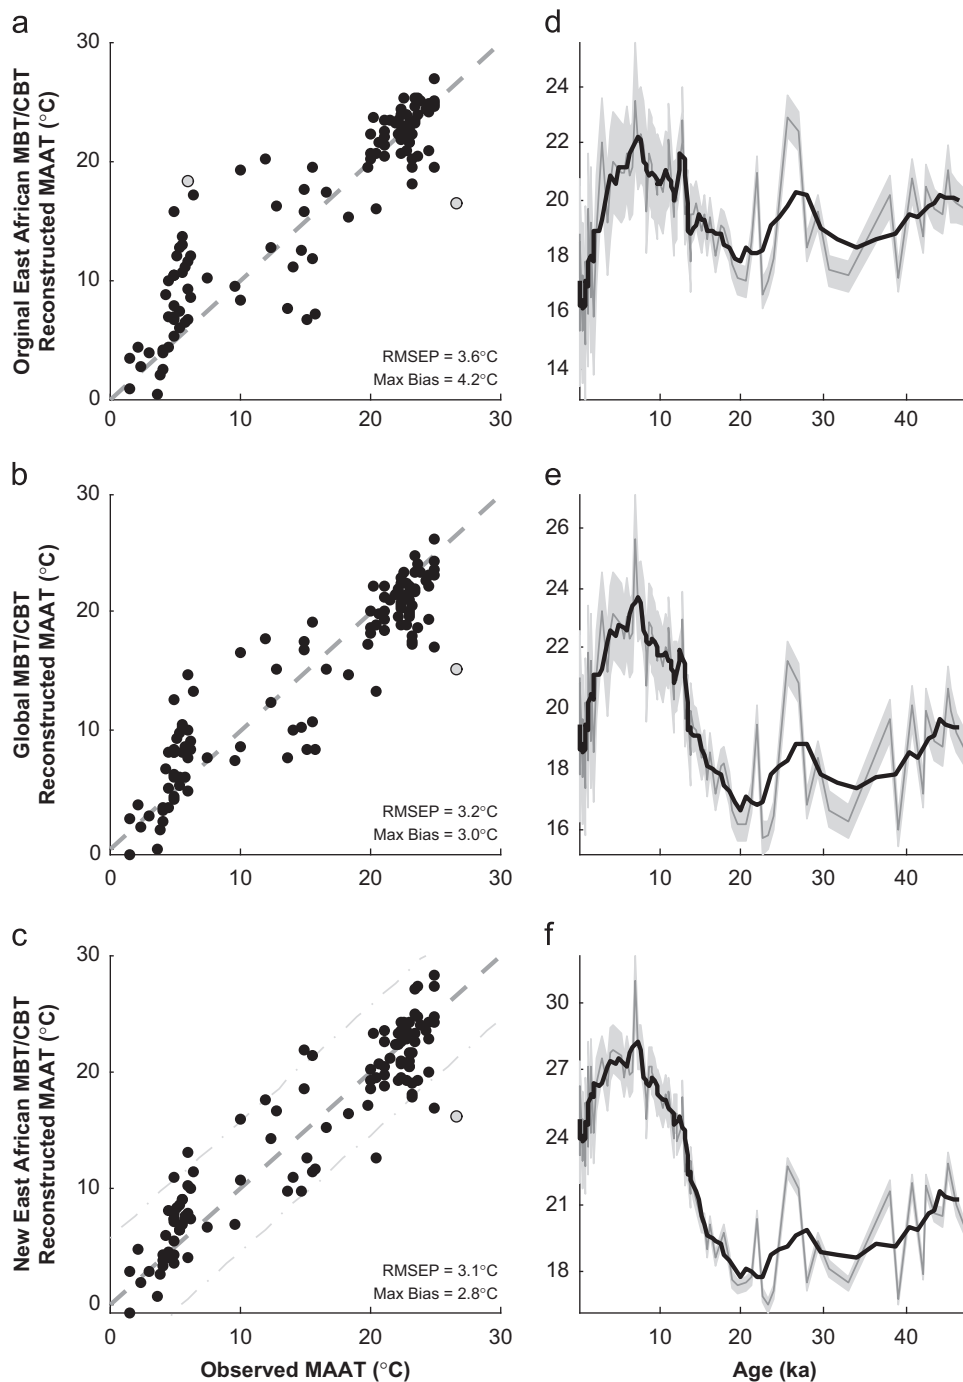 a
Orginal East African MBT/CBT
Reconstructed MAAT (°C)
30
20
10
0
0
10
20
30
RMSEP = 3.6°C
Max Bias = 4.2°C
d
24
22
20
18
16
14
10
20
30
40
b
Global MBT/CBT
Reconstructed MAAT (°C)
30
20
10
0
0
10
20
30
RMSEP = 3.2°C
Max Bias = 3.0°C
e
26
24
22
20
18
16
10
20
30
40
c
New East African MBT/CBT
Reconstructed MAAT (°C)
30
20
10
0
0
10
20
30
RMSEP = 3.1°C
Max Bias = 2.8°C
Observed MAAT (°C)
f
30
27
24
21
18
10
20
30
40
Age (ka)